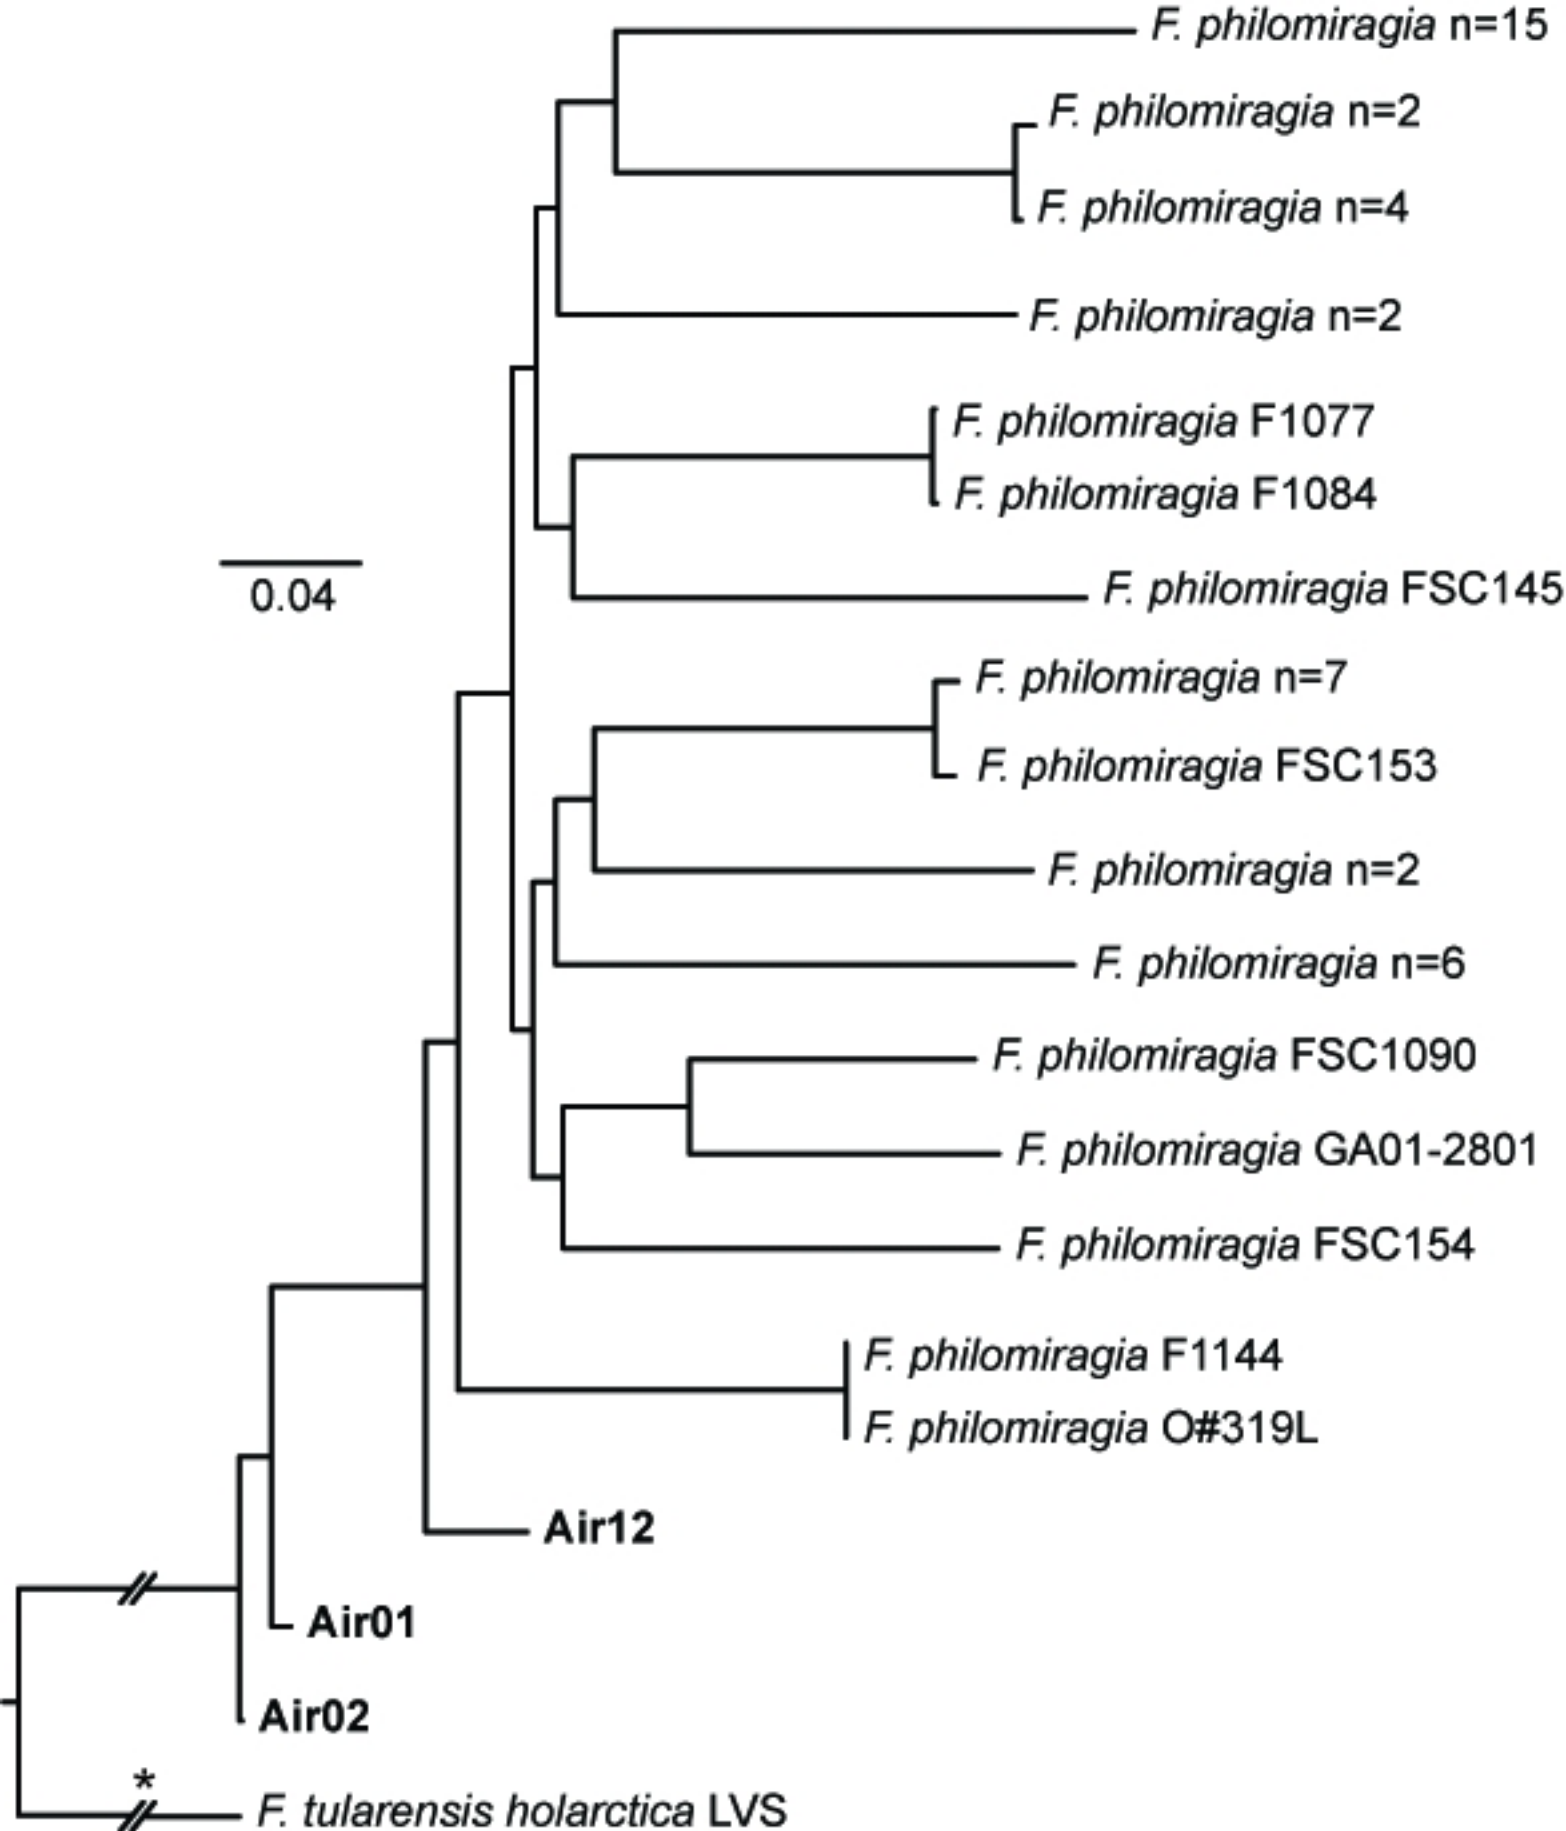 F. philomiragia n=15
F. philomiragia n=2
F. philomiragia n=4
F. philomiragia n=2
F. philomiragia F1077
F. philomiragia F1084
0.04
F. philomiragia FSC145
F. philomiragia n=7
F. philomiragia FSC153
F. philomiragia n=2
F. philomiragia n=6
F. philomiragia FSC1090
F. philomiragia GA01-2801
F. philomiragia FSC154
F. philomiragia F1144
F. philomiragia O#319L
Air12
Air01
Air02
*
F. tularensis holarctica LVS